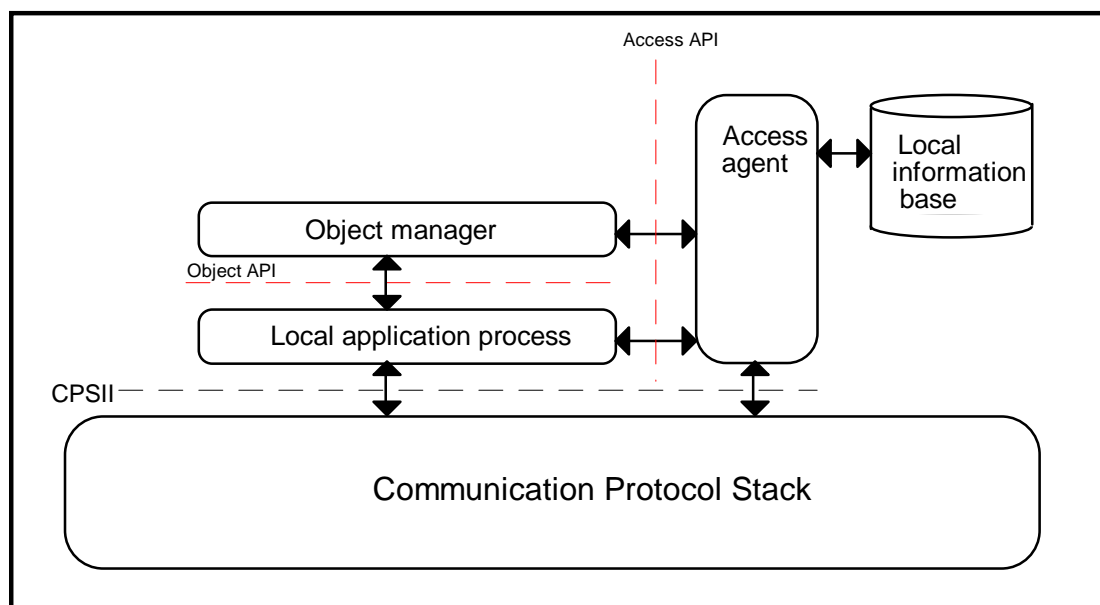 Access API
Access
agent
Local
information
base
Object manager
Object API
Local application process
CPSII
Communication Protocol Stack